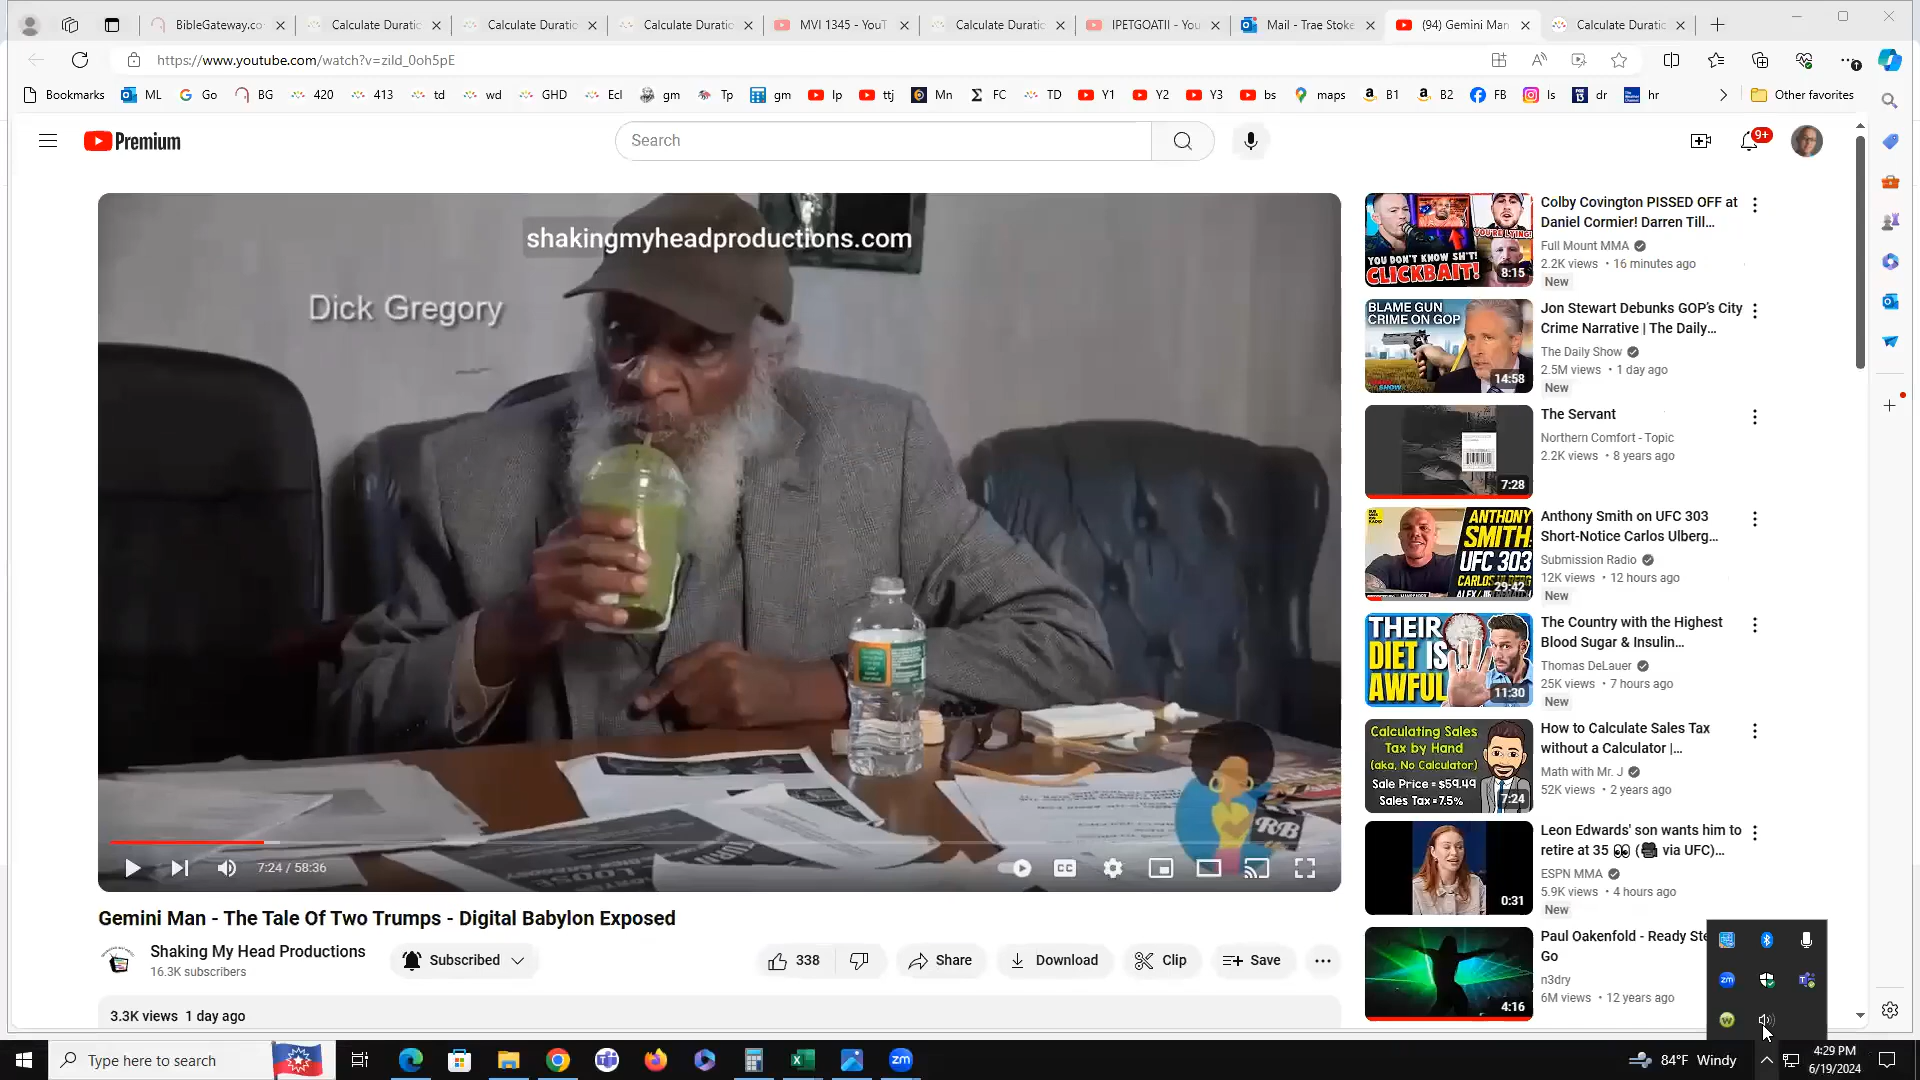 BibleGateway.co
Calculate Duratio
Calculate Duratio
Calculate Duratio
MVI 1345 - YouT
Calculate Duratio
IPETGOATII - You
Mail - Trae Stoke
(94) Gemini Man
Calculate Duratio
https://www.youtube.com/watch?v=zild_0oh5pE
Bookmarks
ML
Go
BG
420
413
td
wd
GHD
Ecl
gm
Tp
gm
Ip
ttj
Mn
FC
TD
Y1
Y2
Y3
bs
maps
B1
B2
FB
Is
dr
hr
Other favorites
Premium
Search
9+
shakingmyheadproductions.com
Dick Gregory
RB
7:24 / 58:36
CC
Gemini Man - The Tale Of Two Trumps - Digital Babylon Exposed
Shaking My Head Productions
16.3K subscribers
Subscribed
338
Share
Download
Clip
Save
3.3K views 1 day ago
YOU'RE LYING!
YOU DON'T KNOW SH*T!
CLICKBAIT!
8:15
Colby Covington PISSED OFF at
Daniel Cormier! Darren Till...
Full Mount MMA
2.2K views • 16 minutes ago
New
BLAME GUN
CRIME ON GOP
14:58
Jon Stewart Debunks GOP's City
Crime Narrative | The Daily...
The Daily Show
2.5M views • 1 day ago
New
7:28
The Servant
Northern Comfort - Topic
2.2K views • 8 years ago
ANTHONY
SMITH
UFC 303
29:42
Anthony Smith on UFC 303
Short-Notice Carlos Ulberg...
Submission Radio
12K views • 12 hours ago
New
THEIR
DIET IS
AWFUL
11:30
The Country with the Highest
Blood Sugar & Insulin...
Thomas DeLauer
25K views • 7 hours ago
New
Calculating Sales
Tax by Hand
(aka, No Calculator)
Sale Price = $59.49
Sales Tax = 7.5%
7:24
How to Calculate Sales Tax
without a Calculator |...
Math with Mr. J
52K views • 2 years ago
0:31
Leon Edwards' son wants him to
retire at 35 👀 (🎥 via UFC)...
ESPN MMA
5.9K views • 4 hours ago
New
4:16
Paul Oakenfold - Ready Ste
Go
n3dry
6M views • 12 years ago
zm
Type here to search
zm
84°F Windy
4:29 PM
6/19/2024